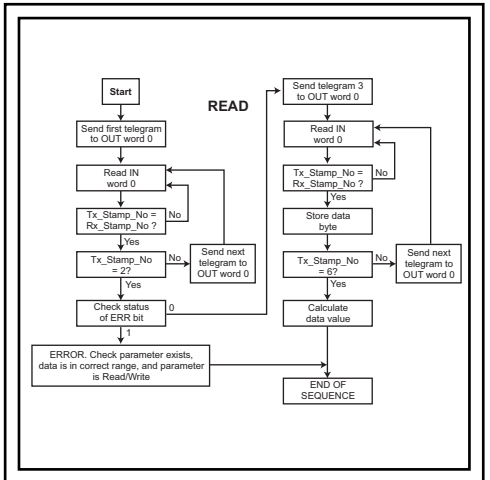 Start
READ
Send first telegram
to OUT word 0
Read IN
word 0
Tx_Stamp_No =
Rx_Stamp_No ?
No
Yes
Tx_Stamp_No
= 2?
No
Send next
telegram to
OUT word 0
Yes
Check status
of ERR bit
0
1
ERROR. Check parameter exists,
data is in correct range, and parameter
is Read/Write
Send telegram 3
to OUT word 0
Read IN
word 0
Tx_Stamp_No =
Rx_Stamp_No ?
No
Yes
Store data
byte
Tx_Stamp_No
= 6?
No
Send next
telegram to
OUT word 0
Yes
Calculate
data value
END OF
SEQUENCE